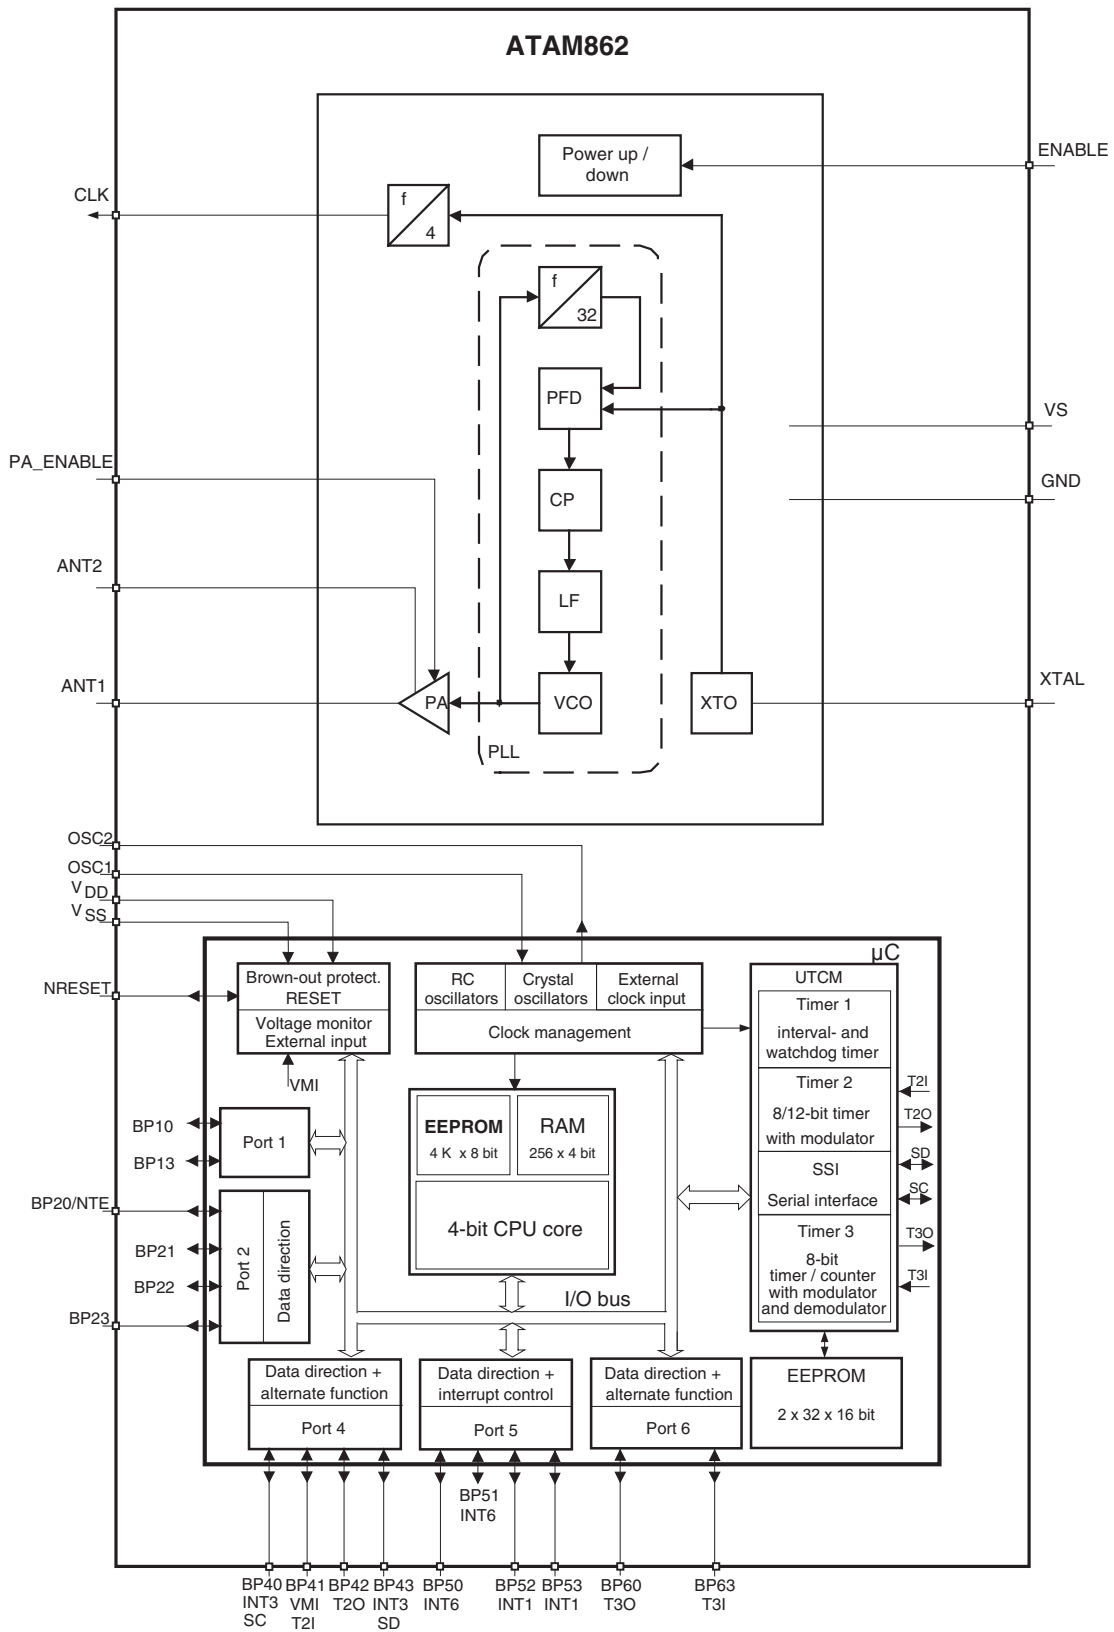 ATAM862
Power up /
down
ENABLE
CLK
f
4
f
32
PFD
VS
PA_ENABLE
GND
CP
ANT2
LF
ANT1
PA
VCO
XTO
XTAL
PLL
OSC2
OSC1
V DD
V SS
µC
NRESET
Brown-out protect.
RESET
Voltage monitor
External input
VMI
RC
oscillators
Crystal
oscillators
External
clock input
Clock management
UTCM
Timer 1
interval- and
watchdog timer
Timer 2
8/12-bit timer
with modulator
SSI
Serial interface
Timer 3
8-bit
timer / counter
with modulator
and demodulator
T2I
T2O
SD
SC
T3O
T3I
EEPROM
4 K x 8 bit
RAM
256 x 4 bit
4-bit CPU core
BP10
BP13
Port 1
BP20/NTE
BP21
BP22
BP23
Port 2
Data direction
I/O bus
Data direction +
alternate function
Port 4
Data direction +
interrupt control
Port 5
Data direction +
alternate function
Port 6
EEPROM
2 x 32 x 16 bit
BP51
INT6
BP40
INT3
SC
BP41
VMI
T2I
BP42
T2O
BP43
INT3
SD
BP50
INT6
BP52
INT1
BP53
INT1
BP60
T3O
BP63
T3I